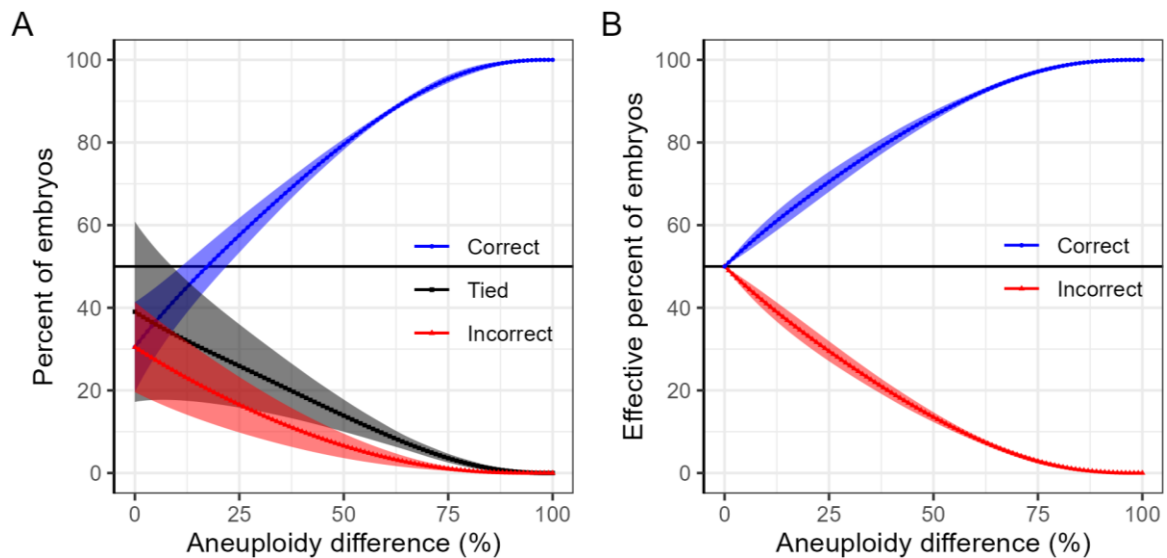 A
Percent of embryos
100
80
60
40
20
0
Correct
Tied
Incorrect
0 25 50 75 100
Aneuploidy difference (%)
B
Effective percent of embryos
100
80
60
40
20
0
Correct
Incorrect
0 25 50 75 100
Aneuploidy difference (%)